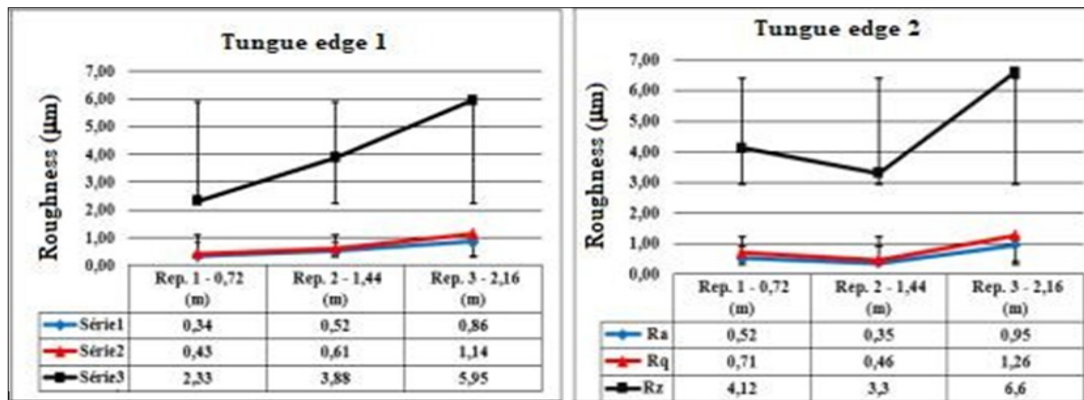 Tungue edge 1
Roughness (µm)
7,00
6,00
5,00
4,00
3,00
2,00
1,00
0,00
Rep. 1 - 0,72 (m) Rep. 2 - 1,44 (m) Rep. 3 - 2,16 (m)
Série1 0,34 0,52 0,86
Série2 0,43 0,61 1,14
Série3 2,33 3,88 5,95
Tungue edge 2
Roughness (µm)
7,00
6,00
5,00
4,00
3,00
2,00
1,00
0,00
Rep. 1 - 0,72 (m) Rep. 2 - 1,44 (m) Rep. 3 - 2,16 (m)
Ra 0,52 0,35 0,95
Rq 0,71 0,46 1,26
Rz 4,12 3,3 6,6